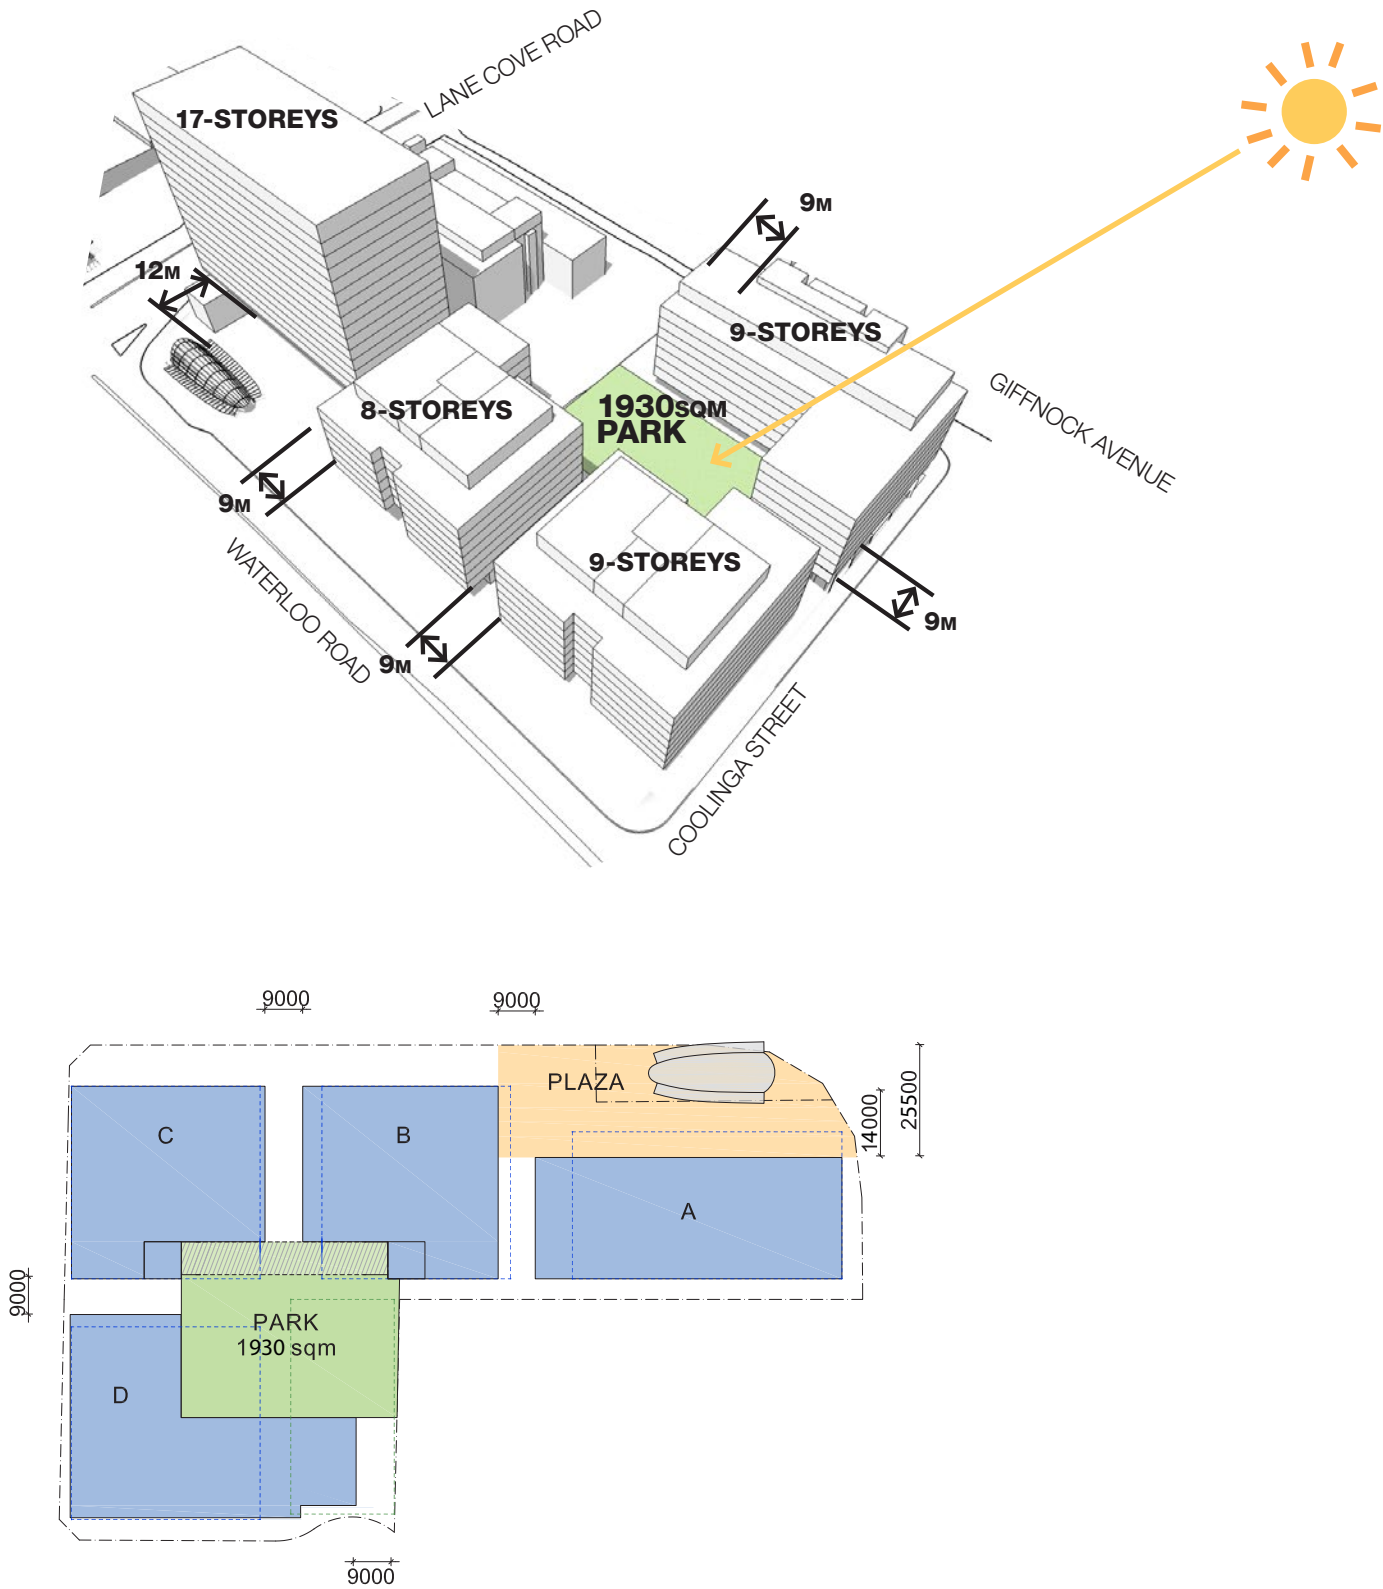 LANE COVE ROAD
17-STOREYS
9M
12M
9-STOREYS
GIFFNOCK AVENUE
8-STOREYS
1930SQM
PARK
9M
WATERLOO ROAD
9-STOREYS
9M
9M
COOLINGA STREET
9000
9000
PLAZA
14000
25500
C
B
A
9000
PARK
1930 sqm
D
9000